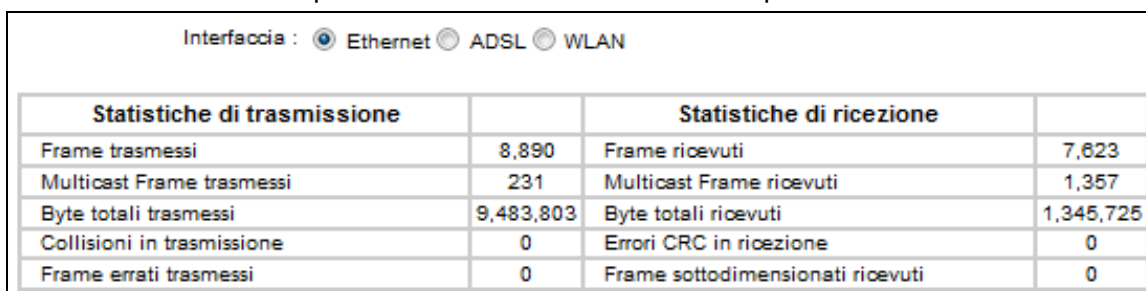 Interfaccia : Ethernet ADSL WLAN
Statistiche di trasmissione Statistiche di ricezione
Frame trasmessi 8,890 Frame ricevuti 7,623
Multicast Frame trasmessi 231 Multicast Frame ricevuti 1,357
Byte totali trasmessi 9,483,803 Byte totali ricevuti 1,345,725
Collisioni in trasmissione 0 Errori CRC in ricezione 0
Frame errati trasmessi 0 Frame sottodimensionati ricevuti 0